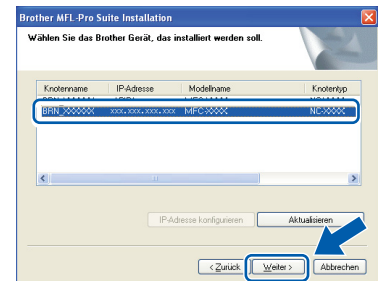 Brother MFL-Pro Suite Installation
Wählen Sie das Brother Gerät, das installiert werden soll.
Knotenname IP-Adresse Modellname Knotentyp
BRN_XXXXXX xxx.xxx.xxx.xxx MFC-XXXX NC-XXXX
IP-Adresse konfigurieren Aktualisieren
< Zurück Weiter > Abbrechen